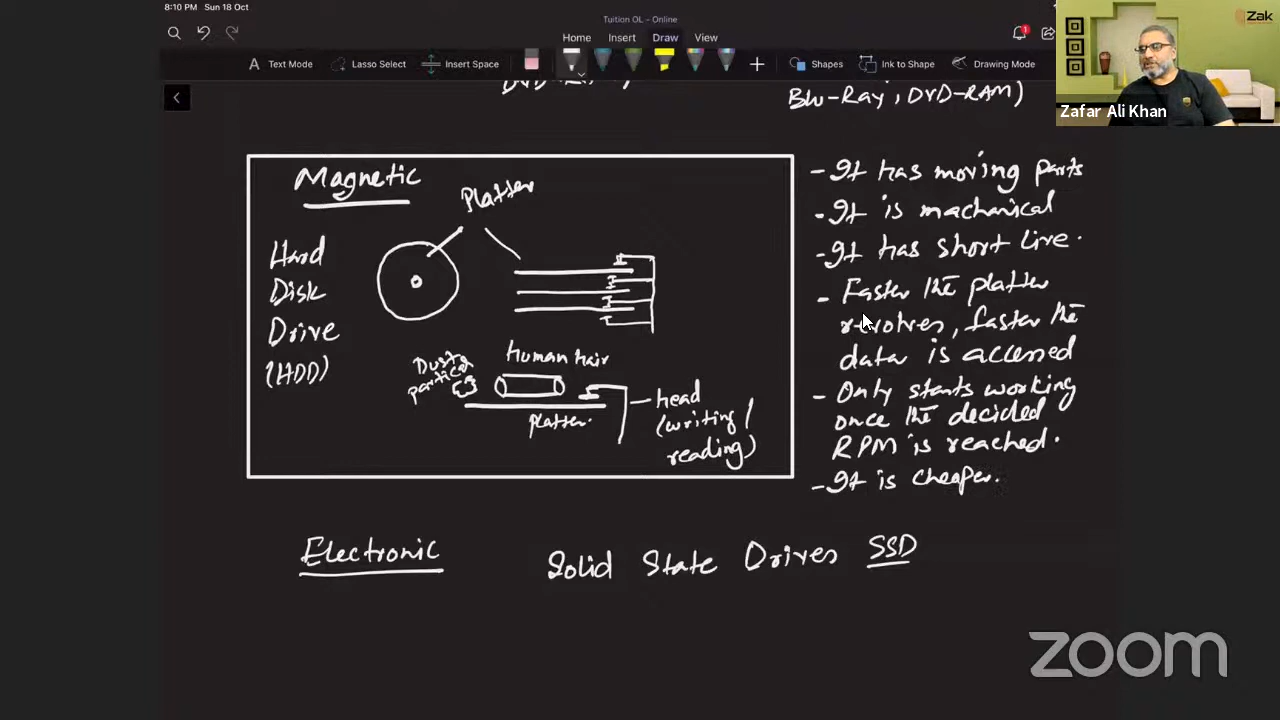 8:10 PM Sun 18 Oct
Tuition OL – Online
Home Insert Draw View
1
Text Mode Lasso Select Insert Space Shapes Ink to Shape Drawing Mode
Zak
Zafar Ali Khan
Blu-Ray, DVD-RAM)
Magnetic
Platter
Hard
Disk
Drive
(HDD)
Dust
partical
Human hair
Platter.
head
(writing/
reading)
- It has moving parts
- It is machanical
- It has short live.
- Faster the platter
revolves, faster the
data is accessed
- Only starts working
once the decided
RPM is reached.
- It is cheaper.
Electronic
Solid State Drives SSD
zoom